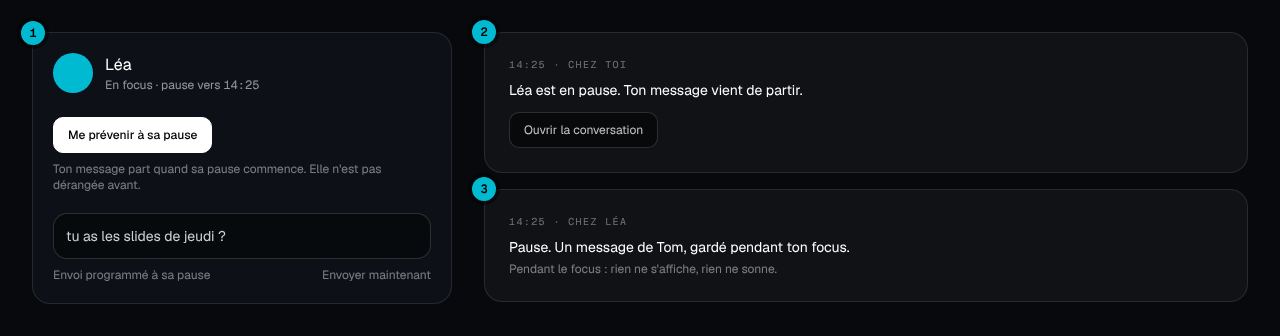 1
Léa
En focus · pause vers 14:25
Me prévenir à sa pause
Ton message part quand sa pause commence. Elle n'est pas
dérangée avant.
tu as les slides de jeudi ?
Envoi programmé à sa pause
Envoyer maintenant
2
14:25 · CHEZ TOI
Léa est en pause. Ton message vient de partir.
Ouvrir la conversation
3
14:25 · CHEZ LÉA
Pause. Un message de Tom, gardé pendant ton focus.
Pendant le focus : rien ne s'affiche, rien ne sonne.